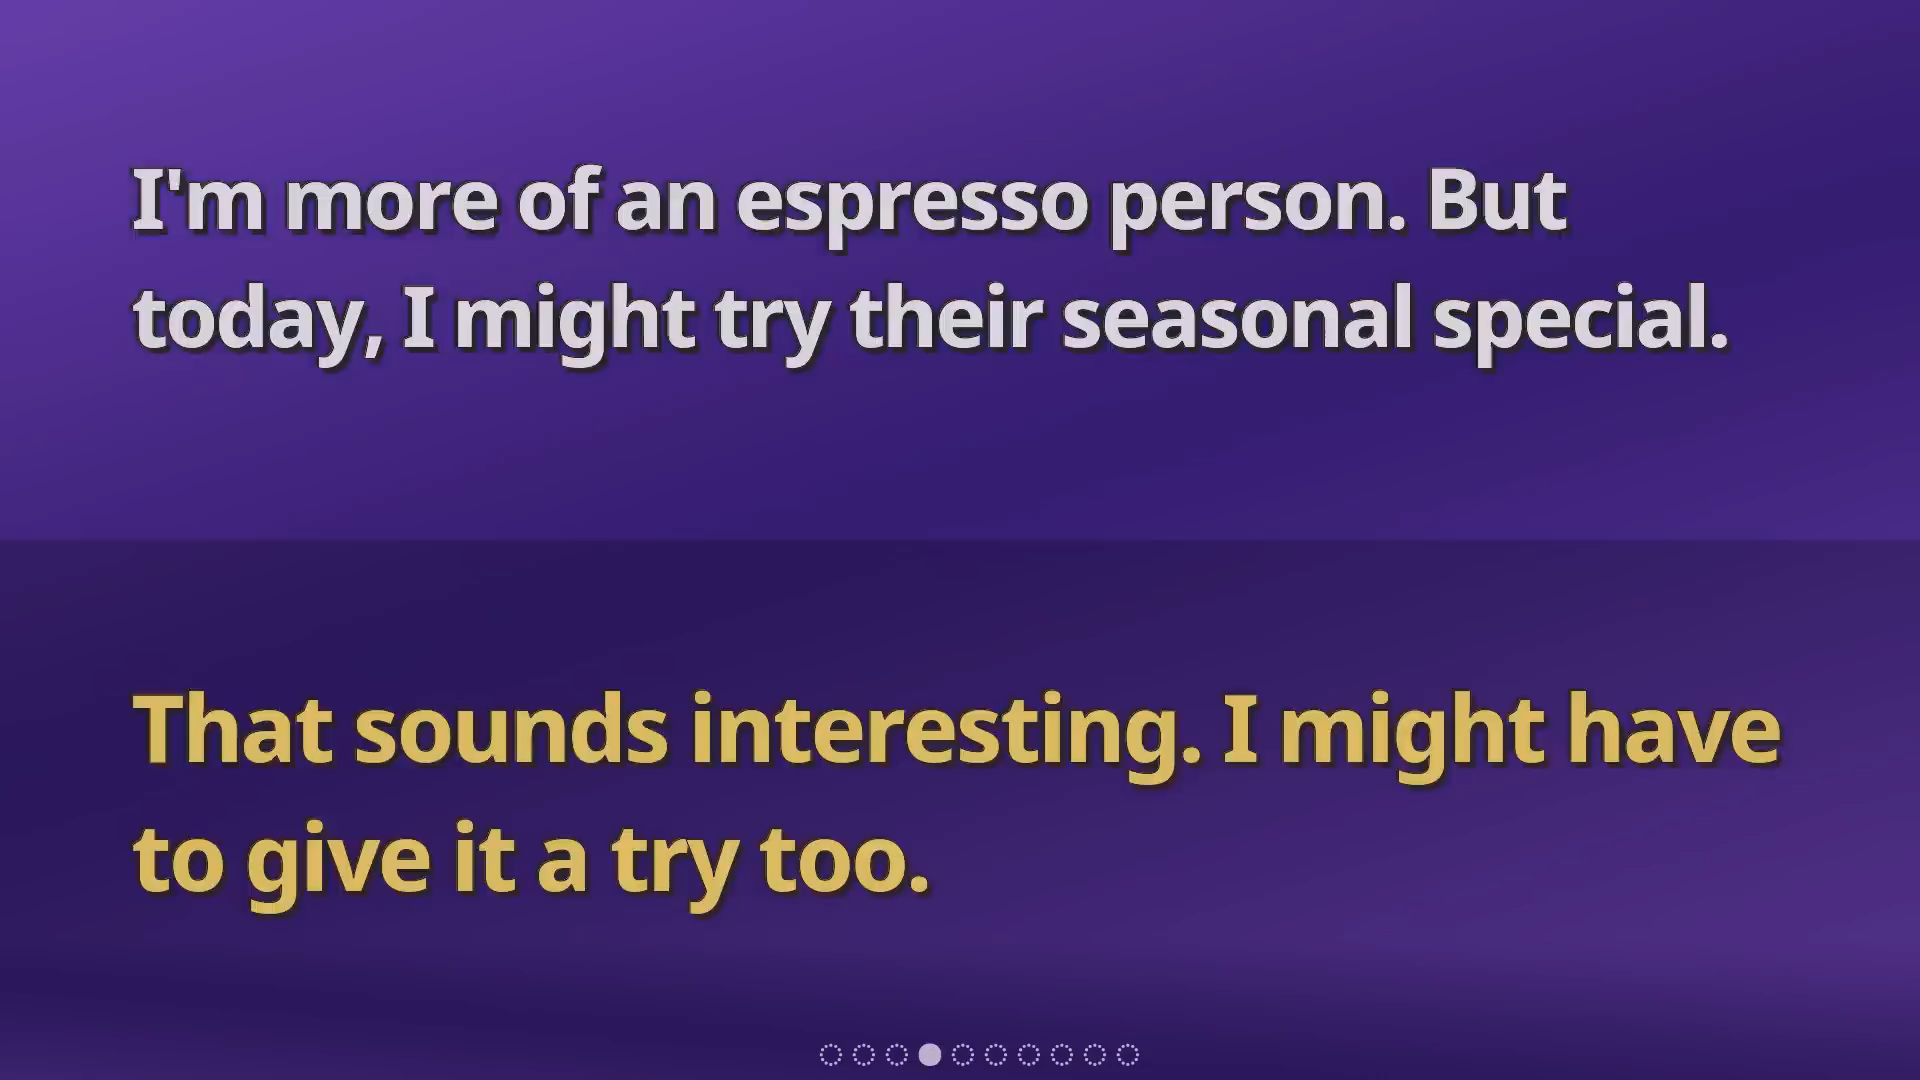 I'm more of an espresso person. But
today, I might try their seasonal special.
That sounds interesting. I might have
to give it a try too.